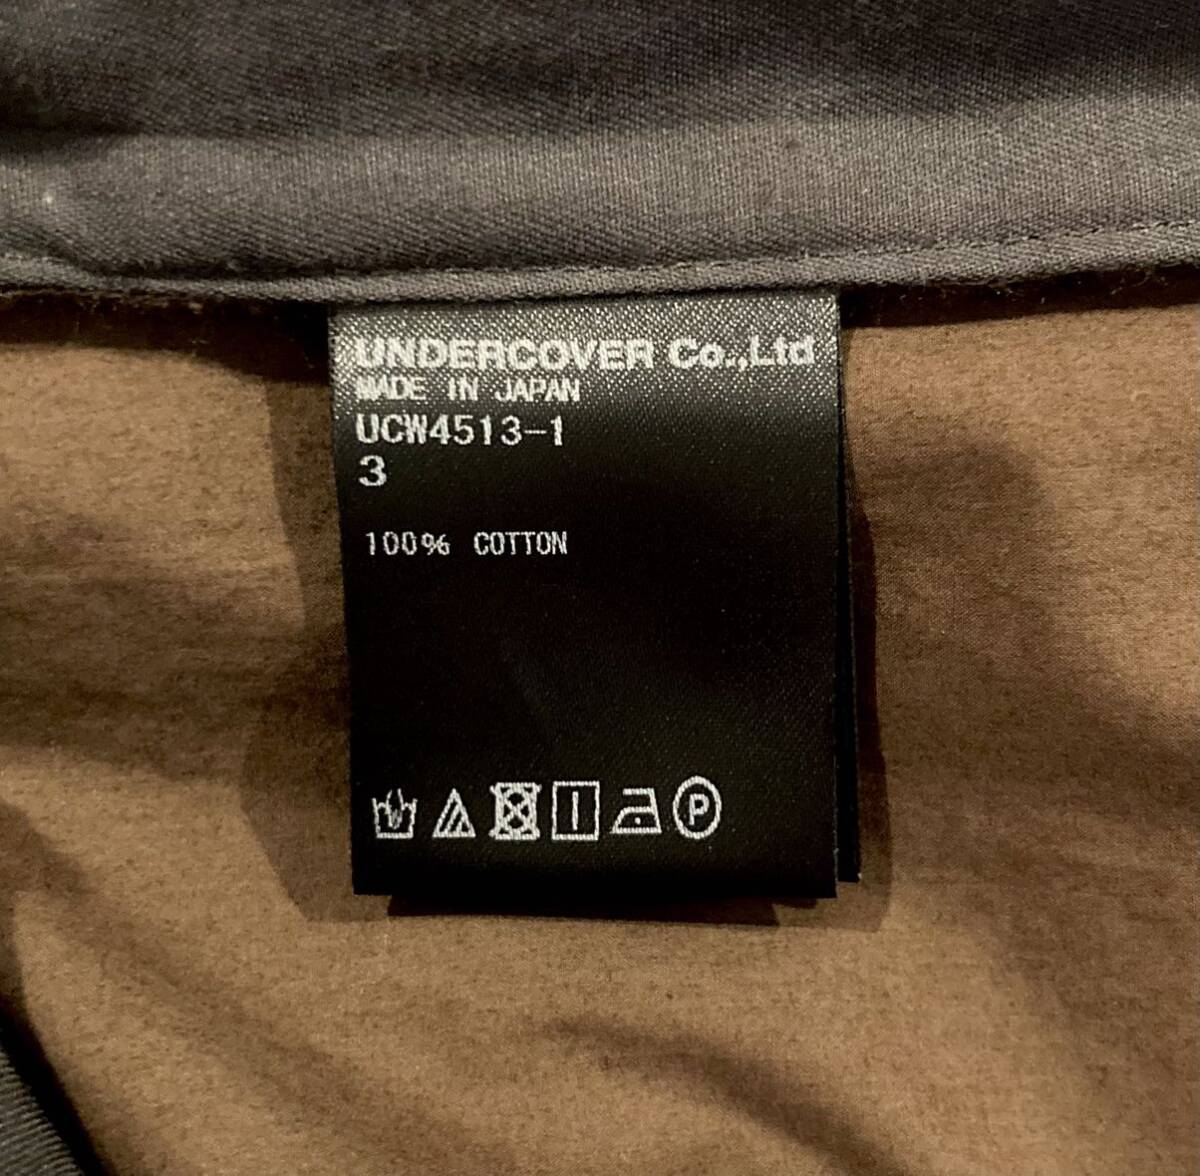 UNDERCOVER Co.,Ltd
MADE IN JAPAN
UCW4513-1
3
100% COTTON
P